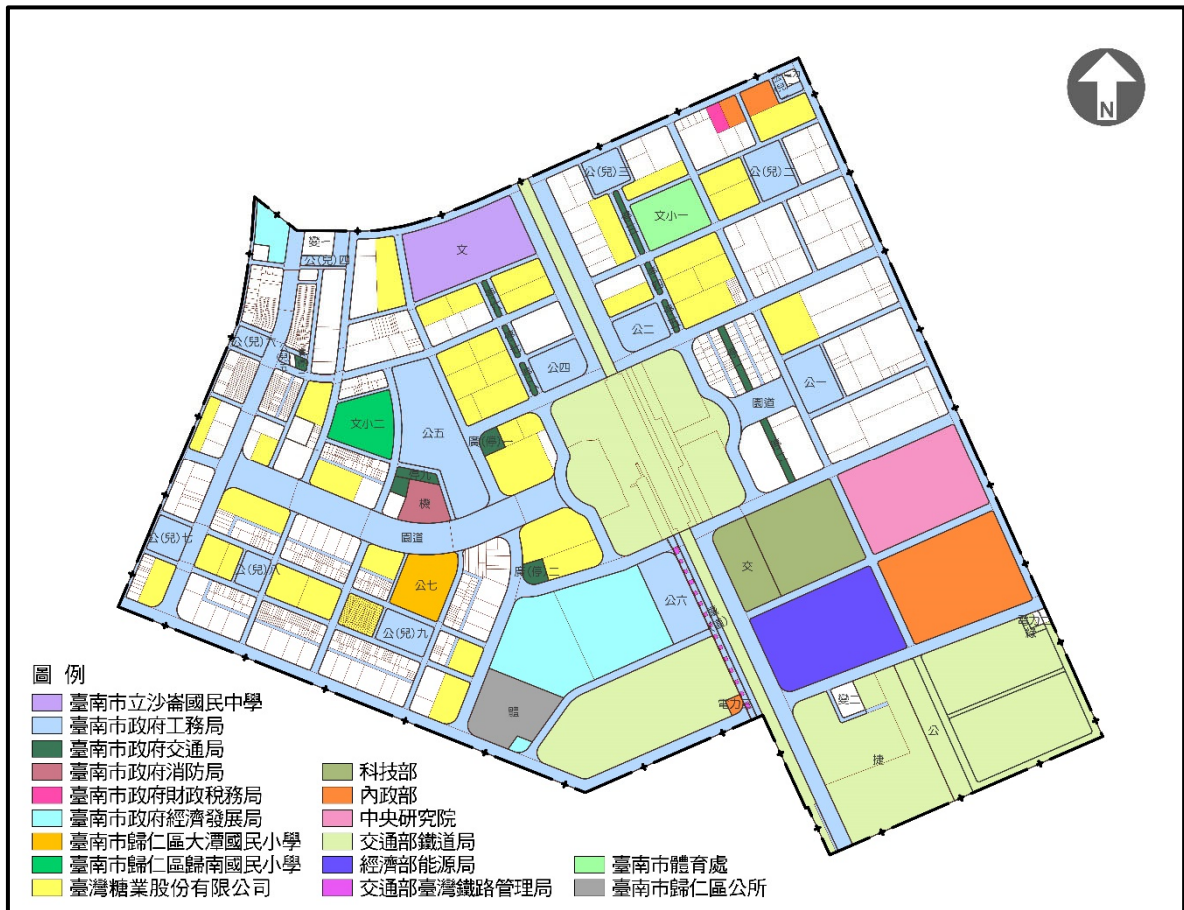 N
公(兒)三
公(兒)二
文小一
文
變一
公(兒)四
公二
公四
公(兒)六
公一
園道
文小二
公五
廣(停)一
機
園道
公(兒)七
公(兒)八
公七
廣(停)二
公六
交
公(兒)九
體
變二
公
捷
圖 例
臺南市立沙崙國民中學
臺南市政府工務局
臺南市政府交通局
臺南市政府消防局
臺南市政府財政稅務局
臺南市政府經濟發展局
臺南市歸仁區大潭國民小學
臺南市歸仁區歸南國民小學
臺灣糖業股份有限公司
科技部
內政部
中央研究院
交通部鐵道局
經濟部能源局
交通部臺灣鐵路管理局
臺南市體育處
臺南市歸仁區公所